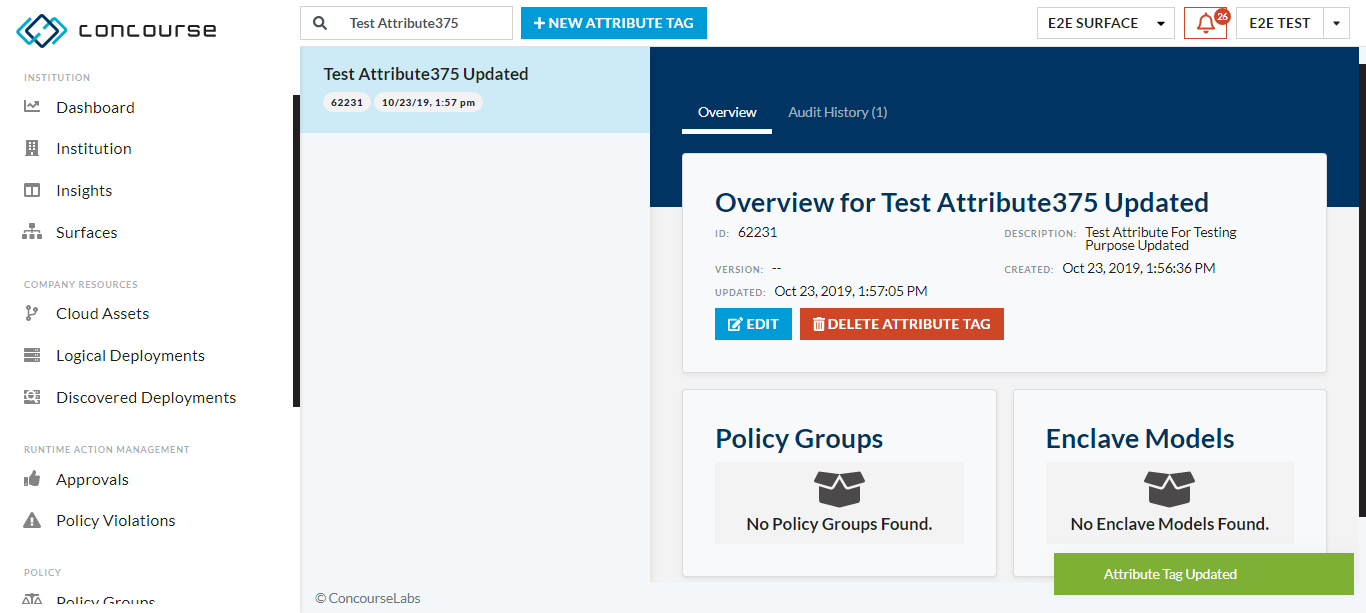 concourse
Test Attribute375
NEW ATTRIBUTE TAG
E2E SURFACE
26
E2E TEST
INSTITUTION
Dashboard
Institution
Insights
Surfaces
COMPANY RESOURCES
Cloud Assets
Logical Deployments
Discovered Deployments
RUNTIME ACTION MANAGEMENT
Approvals
Policy Violations
POLICY
Policy Groups
Test Attribute375 Updated
62231
10/23/19, 1:57 pm
Overview
Audit History (1)
Overview for Test Attribute375 Updated
ID: 62231
DESCRIPTION: Test Attribute For Testing
Purpose Updated
VERSION: --
CREATED: Oct 23, 2019, 1:56:36 PM
UPDATED: Oct 23, 2019, 1:57:05 PM
EDIT
DELETE ATTRIBUTE TAG
Policy Groups
No Policy Groups Found.
Enclave Models
No Enclave Models Found.
Attribute Tag Updated
© ConcourseLabs